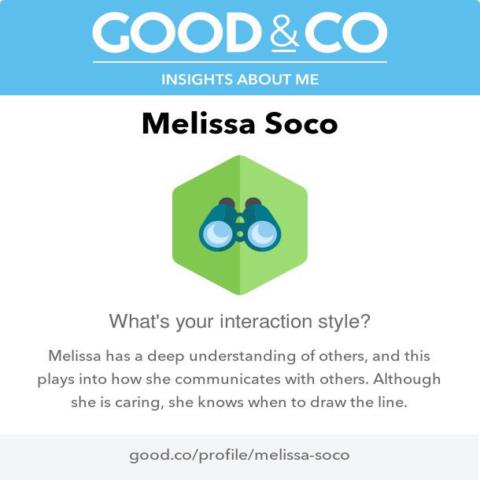 GOOD & CO
INSIGHTS ABOUT ME
Melissa Soco
What's your interaction style?
Melissa has a deep understanding of others, and this
plays into how she communicates with others. Although
she is caring, she knows when to draw the line.
good.co/profile/melissa-soco